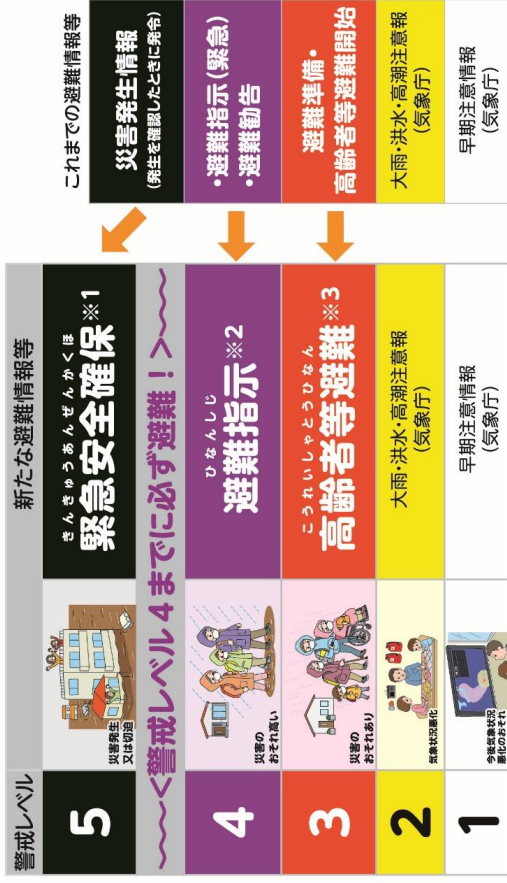 警戒レベル
新たな避難情報等
これまでの避難情報等
5
災害発生
又は切迫
きんきゅうあんぜんかくほ
緊急安全確保※1
災害発生情報
(発生を確認したときに発令)
〜〜〜<警戒レベル4までに必ず避難！>〜〜〜
4
災害の
おそれ高い
ひなんしじ
避難指示※2
・避難指示(緊急)
・避難勧告
3
災害の
おそれあり
こうれいしゃとうひなん
高齢者等避難※3
避難準備・
高齢者等避難開始
2
気象状況悪化
大雨・洪水・高潮注意報
(気象庁)
大雨・洪水・高潮注意報
(気象庁)
1
今後気象状況
悪化のおそれ
早期注意情報
(気象庁)
早期注意情報
(気象庁)